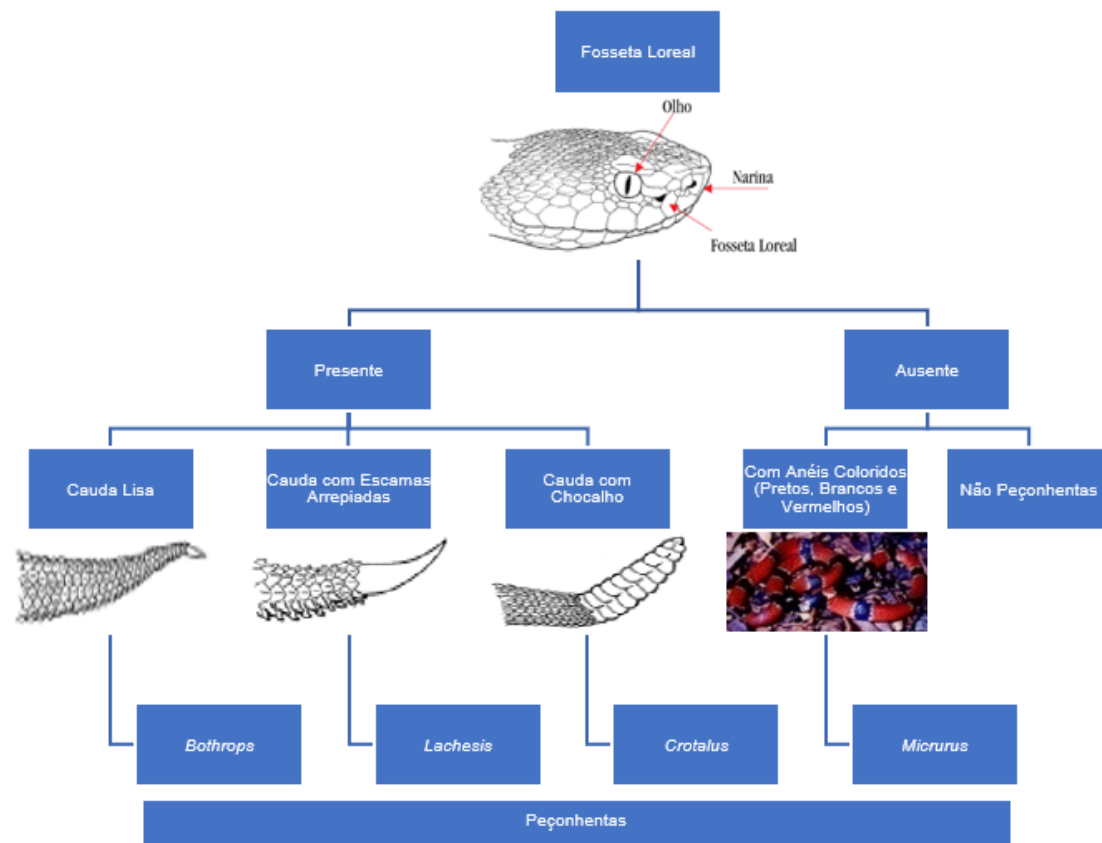 Fosseta Loreal
Olho
Narina
Fosseta Loreal
Presente
Ausente
Cauda Lisa
Cauda com Escamas
Arrepiadas
Cauda com
Chocalho
Com Anéis Coloridos
(Pretos, Brancos e
Vermelhos)
Não Peçonhentas
Bothrops
Lachesis
Crotalus
Micrurus
Peçonhentas